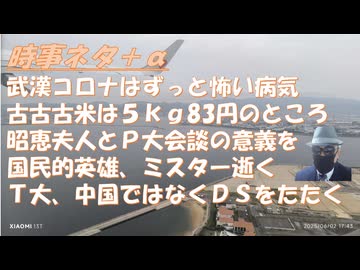 時事ネタ＋α
武漢コロナはずっと怖い病気
古古古米は５ｋｇ83円のところ
昭恵夫人とＰ大会談の意義を
国民的英雄、ミスター逝く
Ｔ大、中国ではなくＤＳをたたく
XIAOMI 13T
2025/06/02 17:43